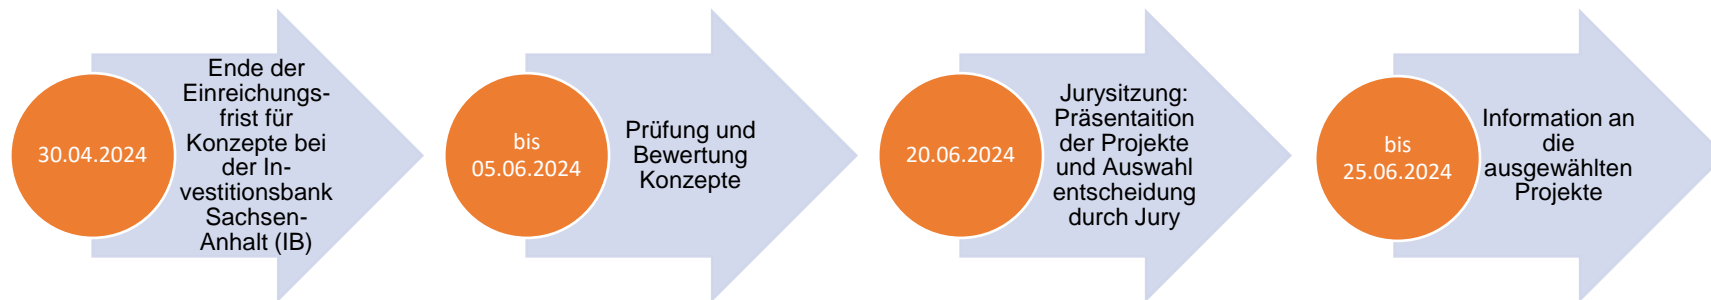 30.04.2024
Ende der
Einreichungs-
frist für
Konzepte bei
der In-
vestitionsbank
Sachsen-
Anhalt (IB)
bis
05.06.2024
Prüfung und
Bewertung
Konzepte
20.06.2024
Jurysitzung:
Präsentaition
der Projekte
und Auswahl
entscheidung
durch Jury
bis
25.06.2024
Information an
die
ausgewählten
Projekte